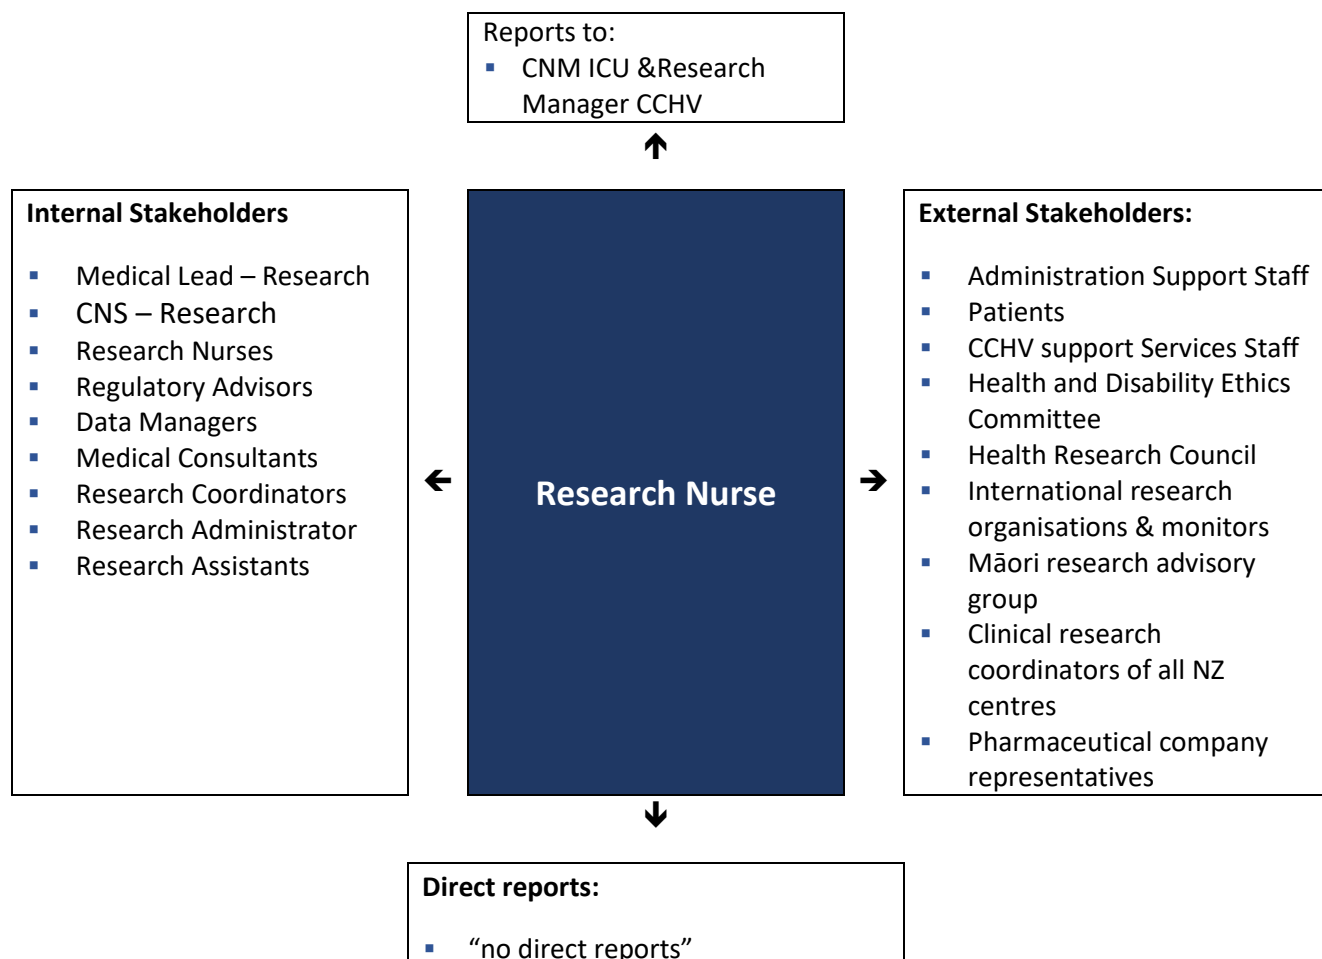 Reports to:
▪ CNM ICU &Research
Manager CCHV
🡱
Internal Stakeholders
▪ Medical Lead – Research
▪ CNS – Research
▪ Research Nurses
▪ Regulatory Advisors
▪ Data Managers
▪ Medical Consultants
▪ Research Coordinators
▪ Research Administrator
▪ Research Assistants
🡰
Research Nurse
🡲
External Stakeholders:
▪ Administration Support Staff
▪ Patients
▪ CCHV support Services Staff
▪ Health and Disability Ethics
Committee
▪ Health Research Council
▪ International research
organisations & monitors
▪ Māori research advisory
group
▪ Clinical research
coordinators of all NZ
centres
▪ Pharmaceutical company
representatives
🡳
Direct reports:
▪ “no direct reports”